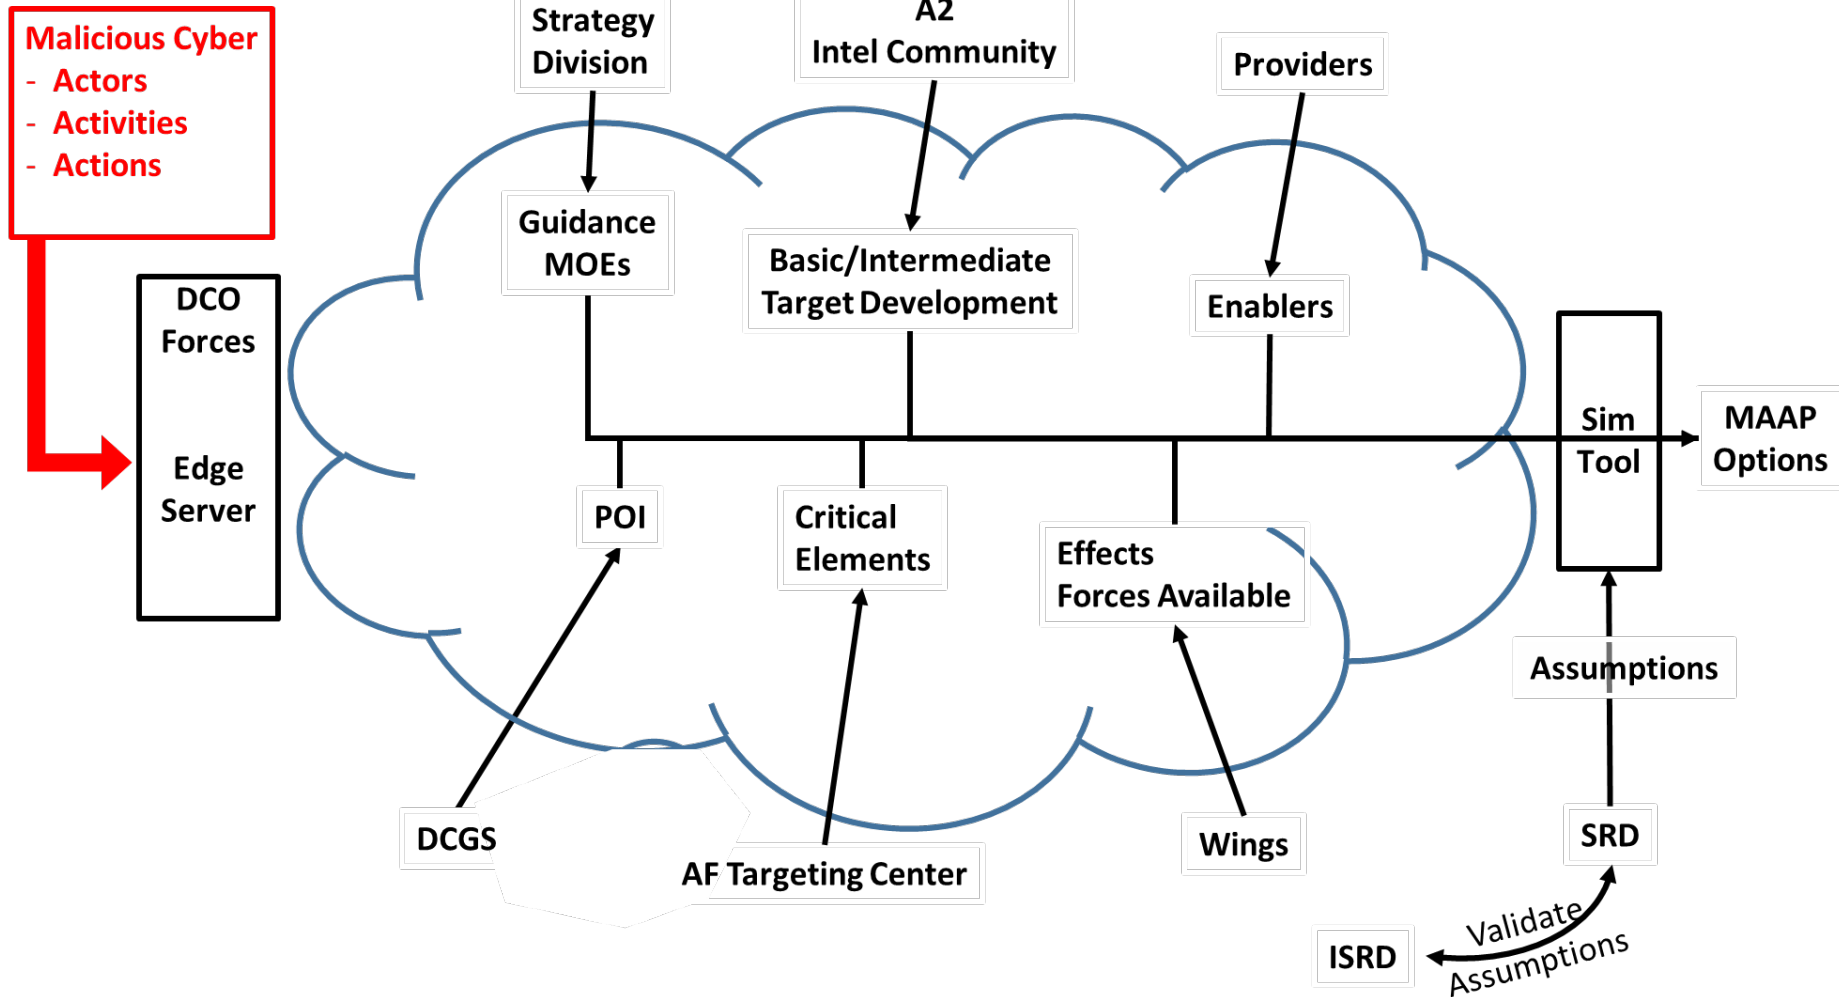 Malicious Cyber
- Actors
- Activities
- Actions
Strategy
Division
A2
Intel Community
Providers
Guidance
MOEs
Basic/Intermediate
Target Development
Enablers
DCO
Forces
Edge
Server
Sim
Tool
MAAP
Options
POI
Critical
Elements
Effects
Forces Available
Assumptions
DCGS
AF Targeting Center
Wings
SRD
ISRD
Validate
Assumptions